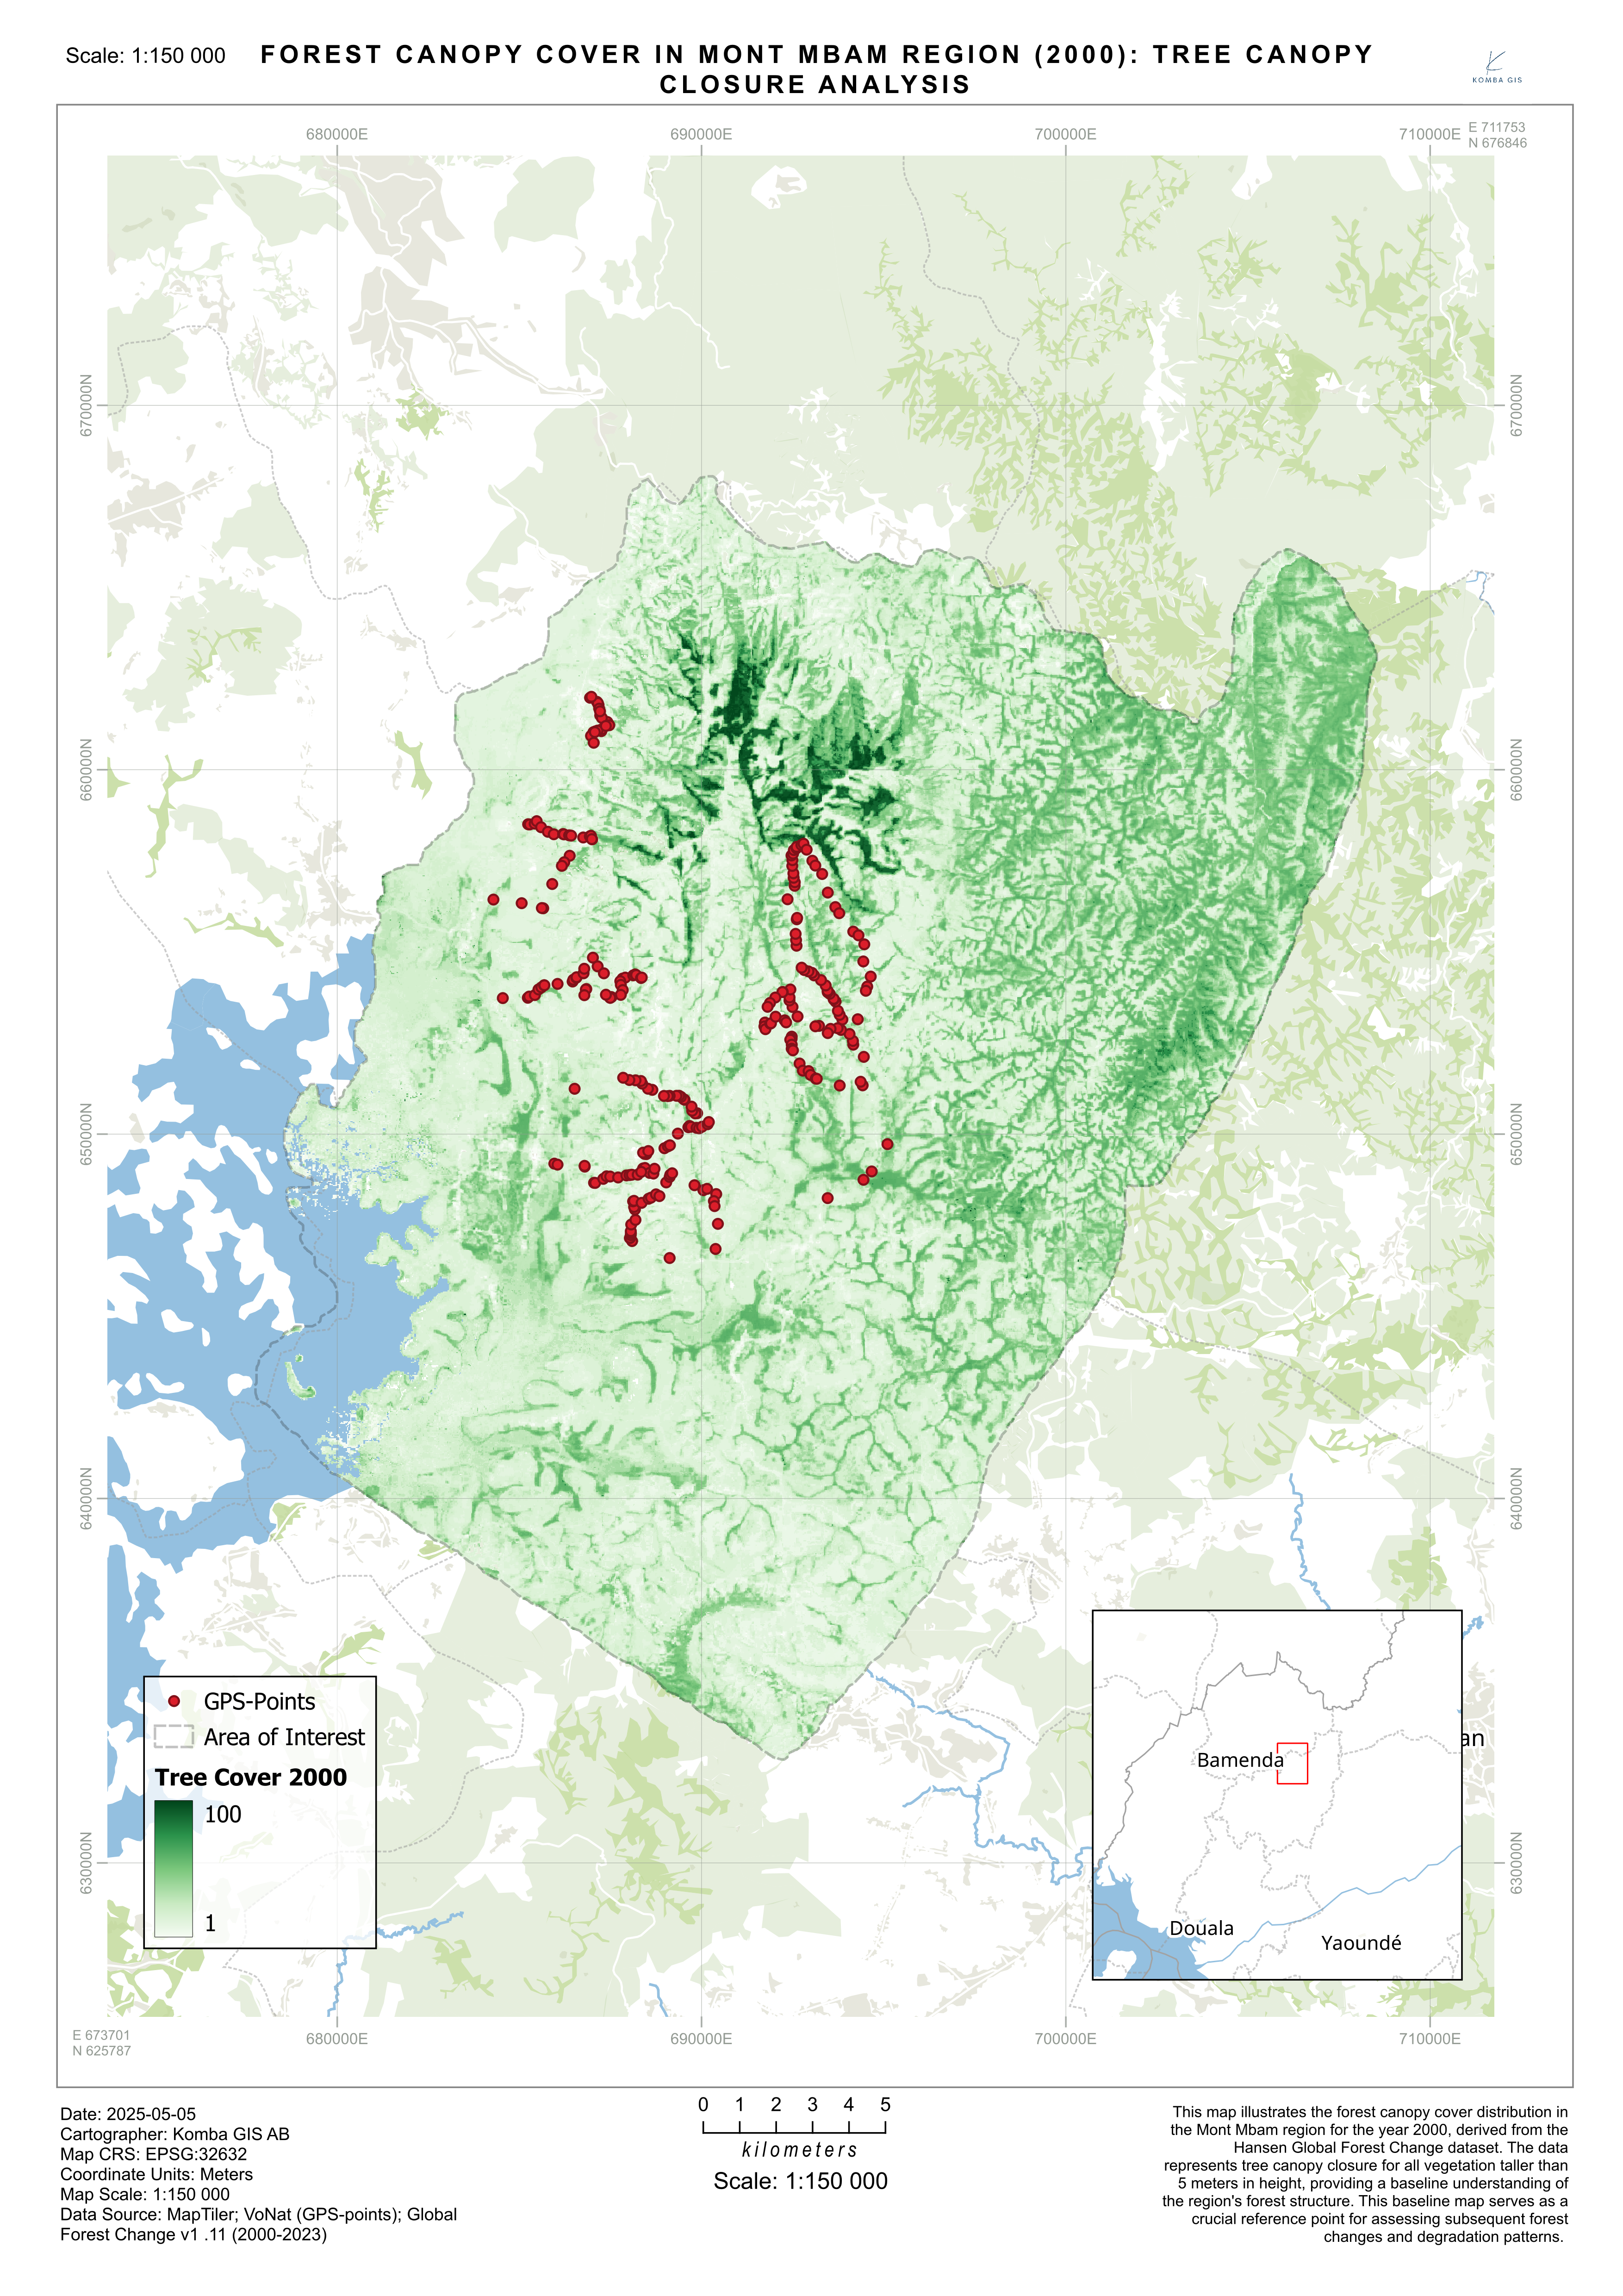 Scale: 1:150 000
FOREST CANOPY COVER IN MONT MBAM REGION (2000): TREE CANOPY
CLOSURE ANALYSIS
KOMBA GIS
680000E
690000E
700000E
710000E
E 711753
N 676846
670000N
670000N
660000N
660000N
650000N
650000N
640000N
640000N
630000N
630000N
GPS-Points
Area of Interest
Tree Cover 2000
100
1
Bamenda
an
Douala
Yaoundé
E 673701
N 625787
680000E
690000E
700000E
710000E
Date: 2025-05-05
Cartographer: Komba GIS AB
Map CRS: EPSG:32632
Coordinate Units: Meters
Map Scale: 1:150 000
Data Source: MapTiler; VoNat (GPS-points); Global
Forest Change v1 .11 (2000-2023)
0 1 2 3 4 5
kilometers
Scale: 1:150 000
This map illustrates the forest canopy cover distribution in
the Mont Mbam region for the year 2000, derived from the
Hansen Global Forest Change dataset. The data
represents tree canopy closure for all vegetation taller than
5 meters in height, providing a baseline understanding of
the region's forest structure. This baseline map serves as a
crucial reference point for assessing subsequent forest
changes and degradation patterns.